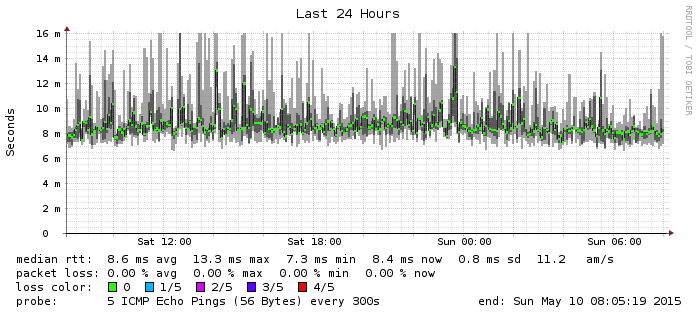 Last 24 Hours
RRDTOOL / TOBI OETIKER
Seconds
16 m
14 m
12 m
10 m
8 m
6 m
4 m
2 m
0
Sat 12:00 Sat 18:00 Sun 00:00 Sun 06:00
median rtt: 8.6 ms avg 13.3 ms max 7.3 ms min 8.4 ms now 0.8 ms sd 11.2 am/s
packet loss: 0.00 % avg 0.00 % max 0.00 % min 0.00 % now
loss color: 0 1/5 2/5 3/5 4/5
probe: 5 ICMP Echo Pings (56 Bytes) every 300s end: Sun May 10 08:05:19 2015